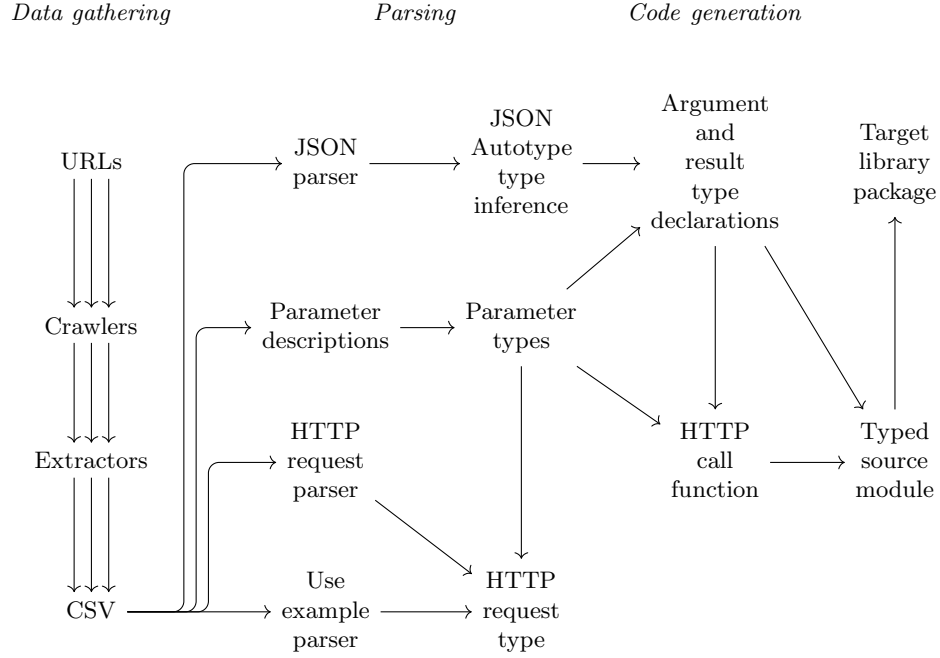 Data gathering
Parsing
Code generation
URLs
JSON
parser
JSON
Autotype
type
inference
Argument
and
result
type
declarations
Target
library
package
Crawlers
Parameter
descriptions
Parameter
types
Extractors
HTTP
request
parser
HTTP
call
function
Typed
source
module
CSV
Use
example
parser
HTTP
request
type